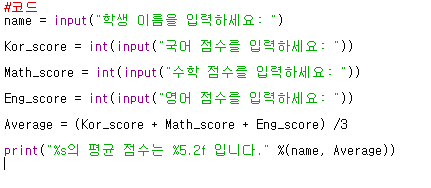 #코드
name = input("학생 이름을 입력하세요: ")
Kor_score = int(input("국어 점수를 입력하세요: "))
Math_score = int(input("수학 점수를 입력하세요: "))
Eng_score = int(input("영어 점수를 입력하세요: "))
Average = (Kor_score + Math_score + Eng_score) /3
print("%s의 평균 점수는 %5.2f 입니다." %(name, Average))